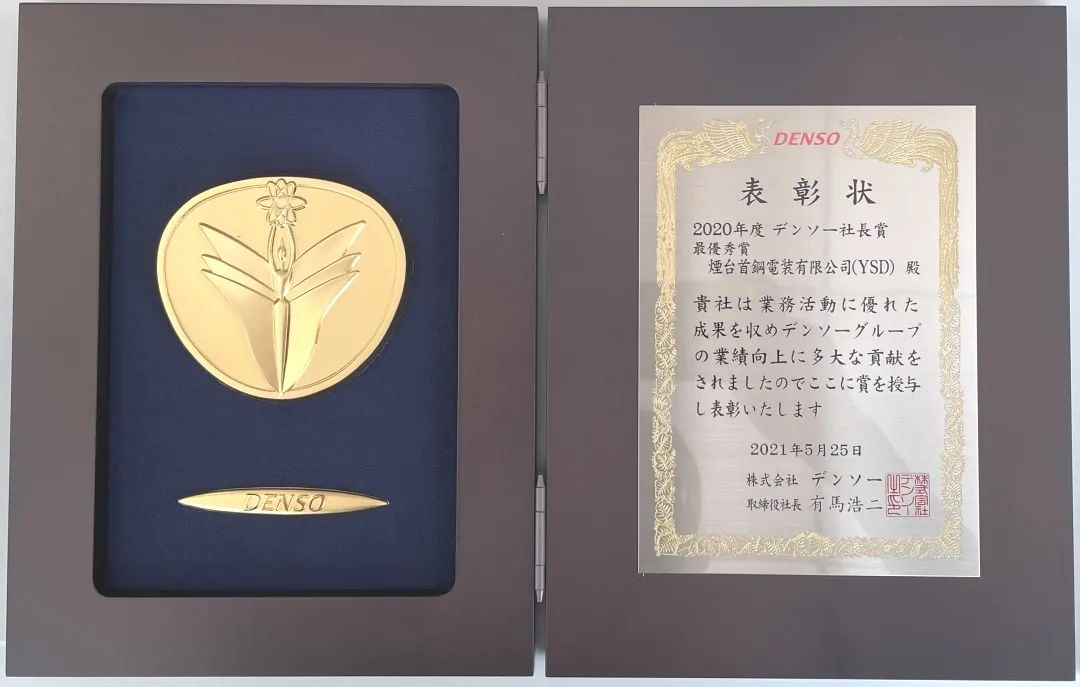 DENSO
DENSO
表彰状
2020年度 デンソー社長賞
最優秀賞
煙台首鋼電装有限公司(YSD) 殿
貴社は業務活動に優れた
成果を収めデンソーグループ
の業績向上に多大な貢献を
されましたのでここに賞を授与
し表彰いたします
2021年5月25日
株式会社 デンソー
取締役社長 有馬浩二